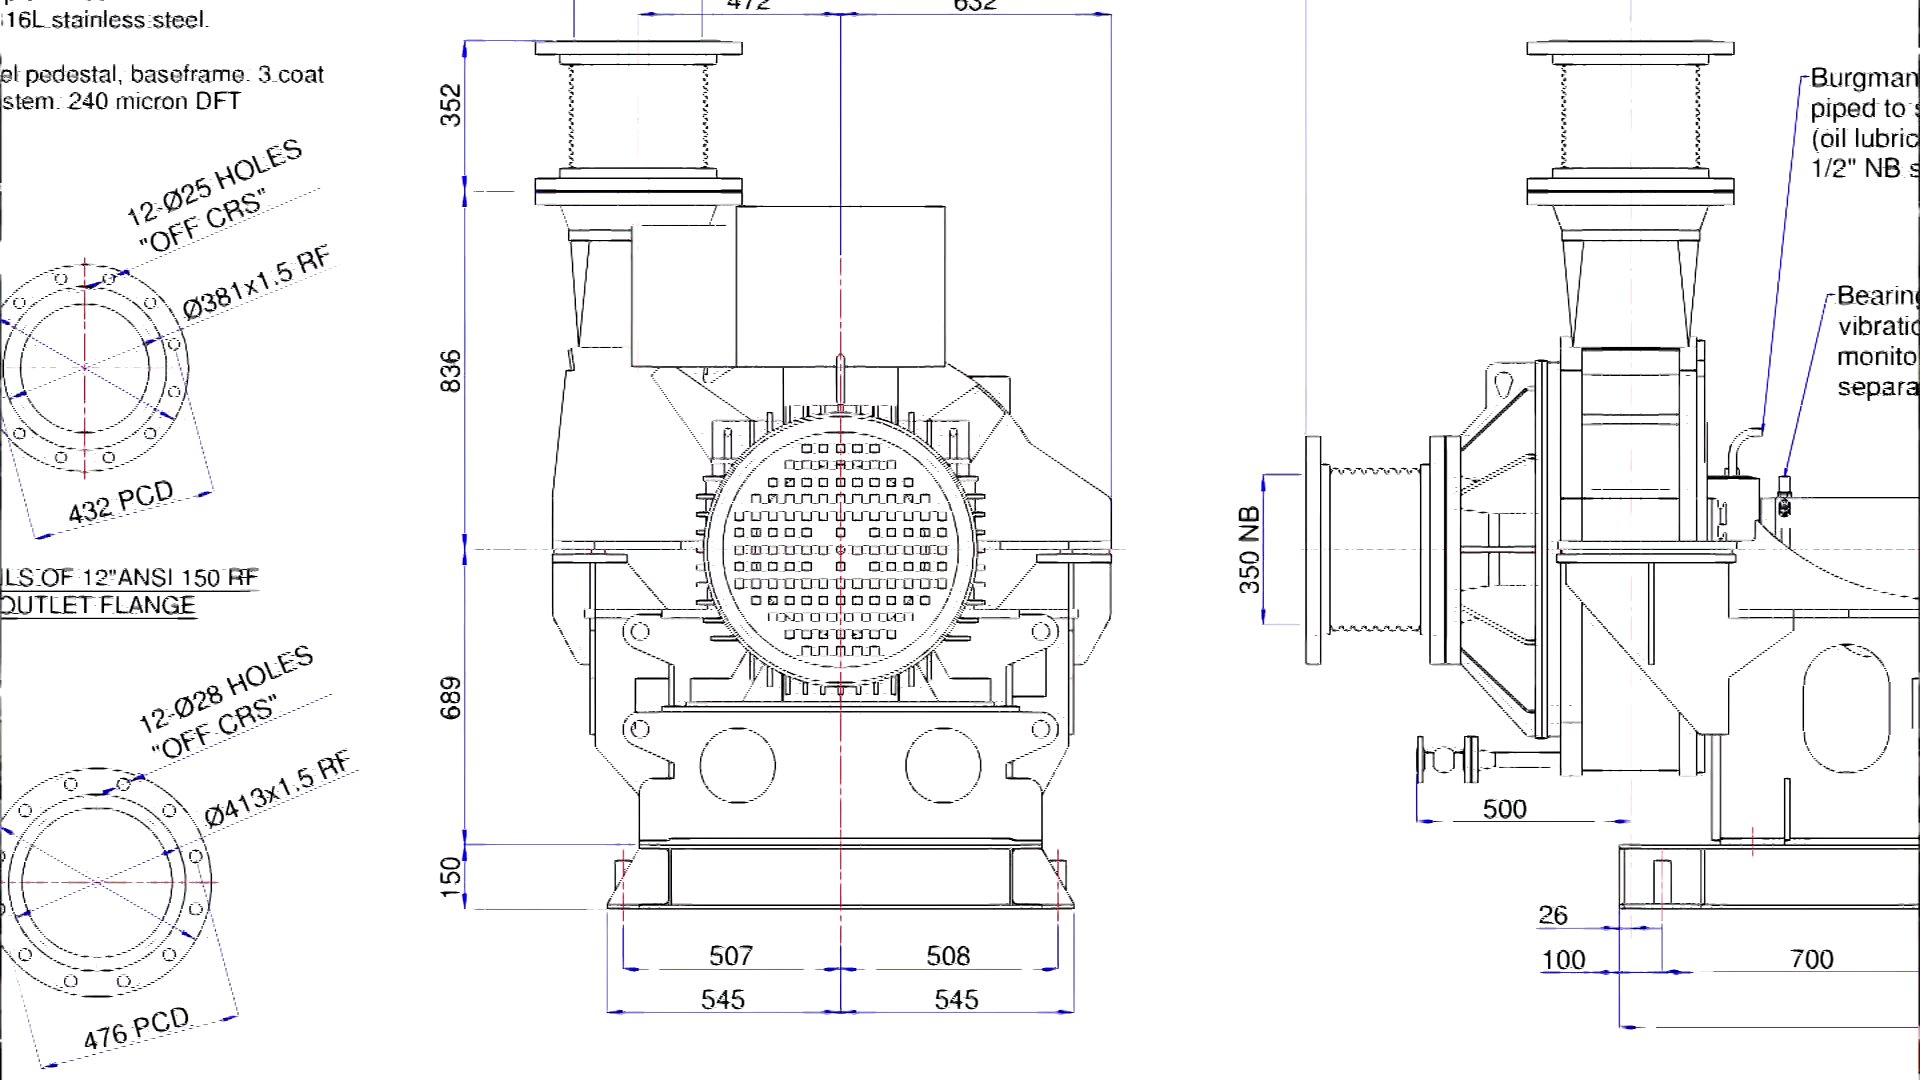 16L stainless steel.
el pedestal, baseframe. 3 coat
stem. 240 micron DFT
12-Ø25 HOLES
"OFF CRS"
Ø381x1.5 RF
432 PCD
ILS OF 12"ANSI 150 RF
OUTLET FLANGE
12-Ø28 HOLES
"OFF CRS"
Ø413x1.5 RF
476 PCD
472
632
352
836
689
150
507
508
545
545
350 NB
500
26
100
700
Burgman
piped to s
(oil lubric
1/2" NB s
Bearing
vibratio
monito
separa